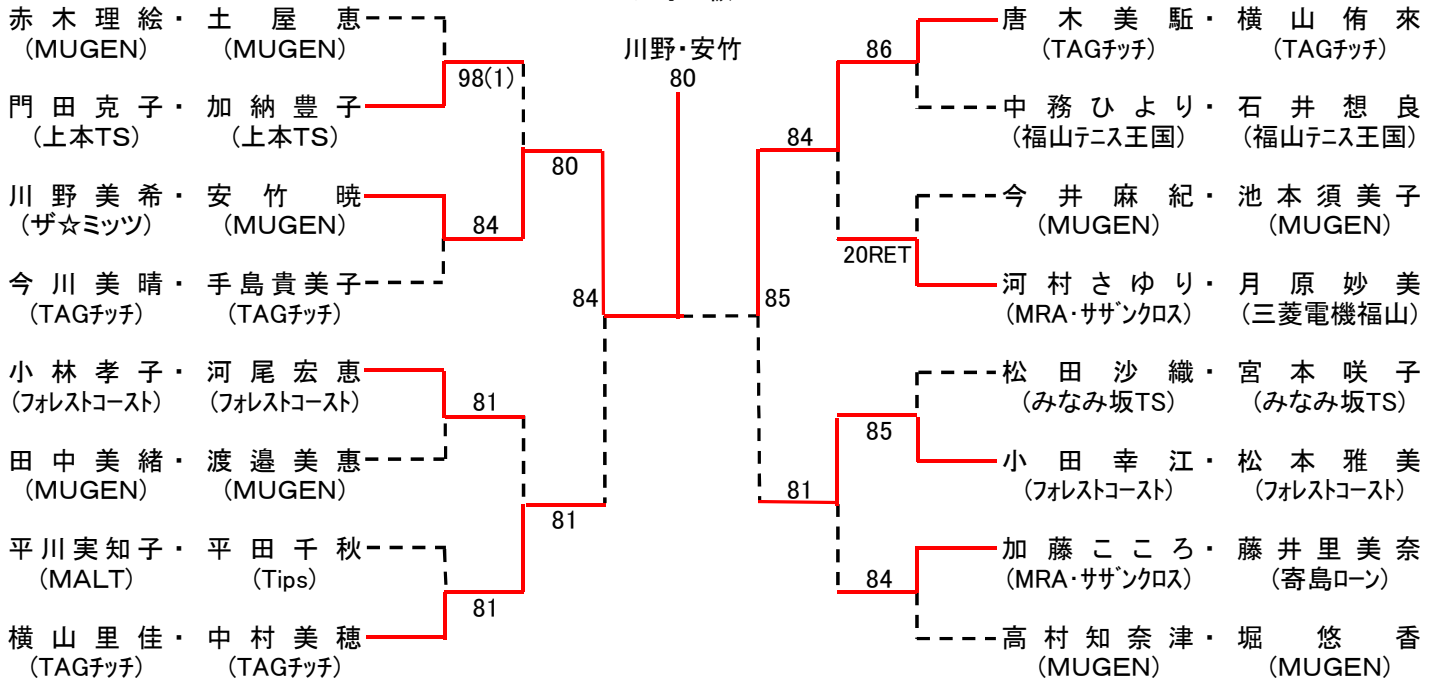 川野・安竹
80
赤木理絵・土屋恵
(MUGEN) (MUGEN)
98(1)
門田克子・加納豊子
(上本TS) (上本TS)
80
川野美希・安竹暁
(ザ☆ミッツ) (MUGEN)
84
今川美晴・手島貴美子
(TAGチッチ) (TAGチッチ)
84
小林孝子・河尾宏恵
(フォレストコースト) (フォレストコースト)
81
田中美緒・渡邉美恵
(MUGEN) (MUGEN)
81
平川実知子・平田千秋
(MALT) (Tips)
81
横山里佳・中村美穂
(TAGチッチ) (TAGチッチ)
唐木美駈・横山侑來
(TAGチッチ) (TAGチッチ)
86
中務ひより・石井想良
(福山テニス王国) (福山テニス王国)
84
今井麻紀・池本須美子
(MUGEN) (MUGEN)
20RET
河村さゆり・月原妙美
(MRA・サザンクロス) (三菱電機福山)
85
松田沙織・宮本咲子
(みなみ坂TS) (みなみ坂TS)
85
小田幸江・松本雅美
(フォレストコースト) (フォレストコースト)
81
加藤こころ・藤井里美奈
(MRA・サザンクロス) (寄島ローン)
84
高村知奈津・堀悠香
(MUGEN) (MUGEN)